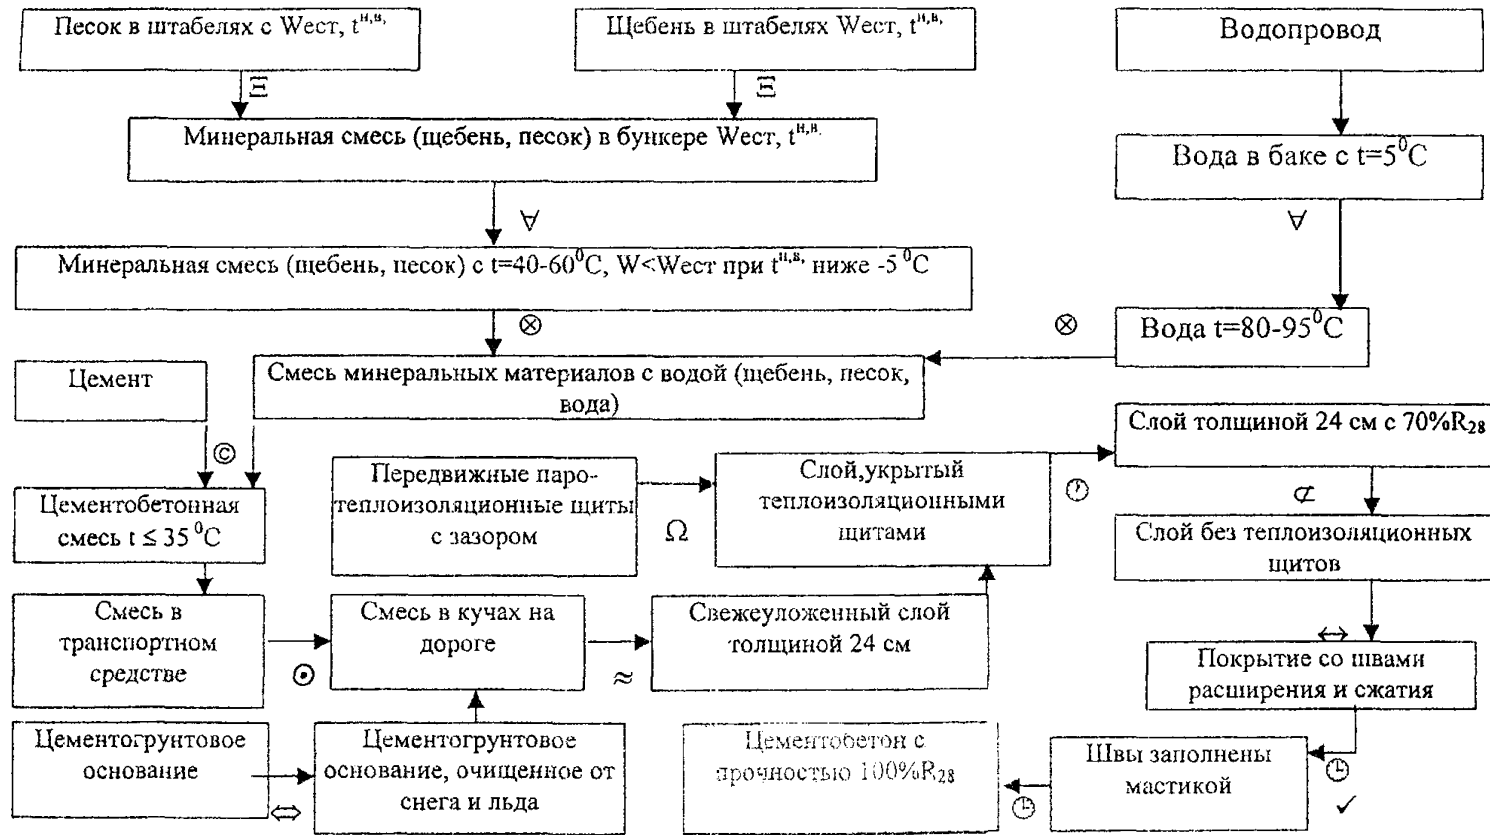 Песок в штабелях с Wест, tн,в,
Щебень в штабелях Wест, tн,в,
Водопровод
Ξ
Ξ
Минеральная смесь (щебень, песок) в бункере Wест, tн,в.
Вода в баке с t=5⁰C
∀
∀
Минеральная смесь (щебень, песок) с t=40-60⁰C, W<Wест при tн,в, ниже -5 ⁰C
⊗
⊗
Вода t=80-95⁰C
Цемент
Смесь минеральных материалов с водой (щебень, песок,
вода)
©
Слой толщиной 24 см с 70%R₂₈
Передвижные паро-
теплоизоляционные щиты
с зазором
Ω
Слой,укрытый
теплоизоляционными
щитами
⊄
Цементобетонная
смесь t ≤ 35 ⁰C
Слой без теплоизоляционных
щитов
Смесь в
транспортном
средстве
⊙
Смесь в кучах на
дороге
≈
Свежеуложенный слой
толщиной 24 см
↔
Покрытие со швами
расширения и сжатия
Цементогрунтовое
основание
⇔
Цементогрунтовое
основание, очищенное от
снега и льда
Цементобетон с
прочностью 100%R₂₈
Швы заполнены
мастикой
✓